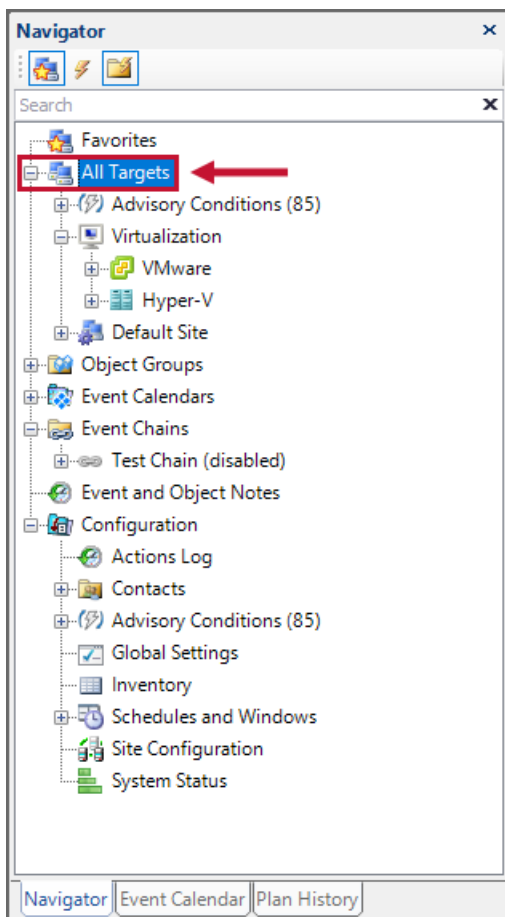 Navigator
Search
Favorites
All Targets
Advisory Conditions (85)
Virtualization
VMware
Hyper-V
Default Site
Object Groups
Event Calendars
Event Chains
Test Chain (disabled)
Event and Object Notes
Configuration
Actions Log
Contacts
Advisory Conditions (85)
Global Settings
Inventory
Schedules and Windows
Site Configuration
System Status
Navigator Event Calendar Plan History